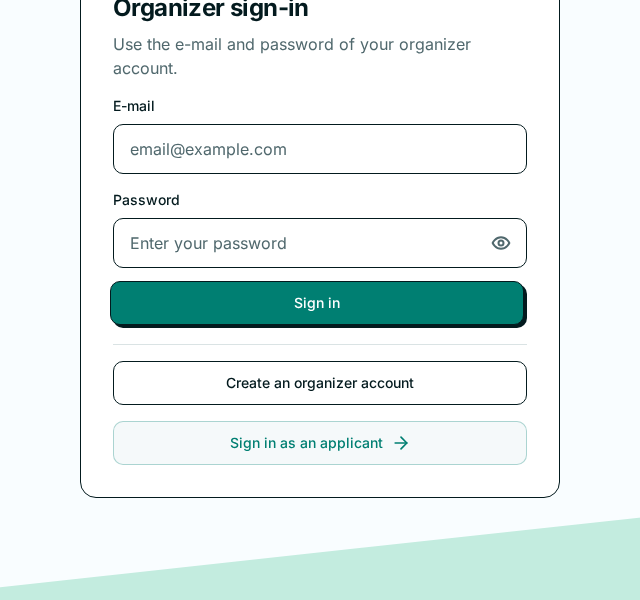 Organizer sign-in
Use the e-mail and password of your organizer
account.
E-mail
email@example.com
Password
Enter your password
Sign in
Create an organizer account
Sign in as an applicant